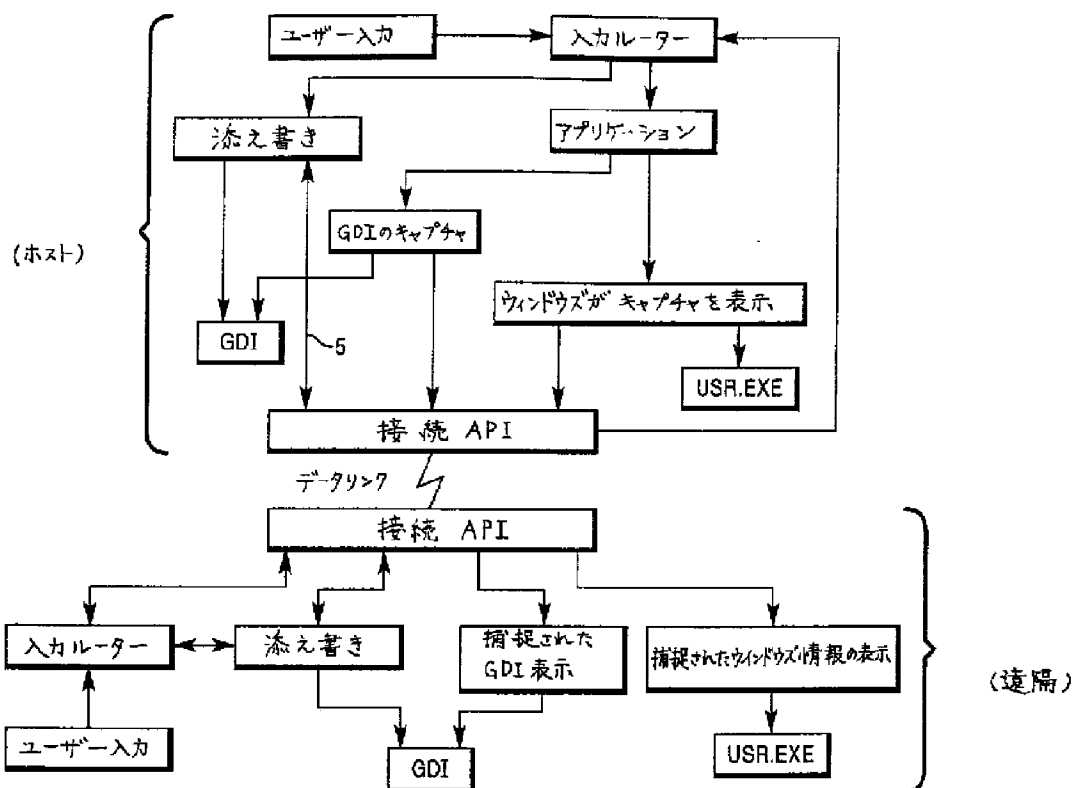 ユーザー入力
入力ルーター
添え書き
アプリケーション
GDIのキャプチャ
(ホスト)
ウィンドウズがキャプチャを表示
GDI
5
USR.EXE
接続 API
データリンク
接続 API
入力ルーター
添え書き
捕捉された
GDI表示
捕捉されたウインドウズ情報の表示
(遠隔)
ユーザー入力
GDI
USR.EXE